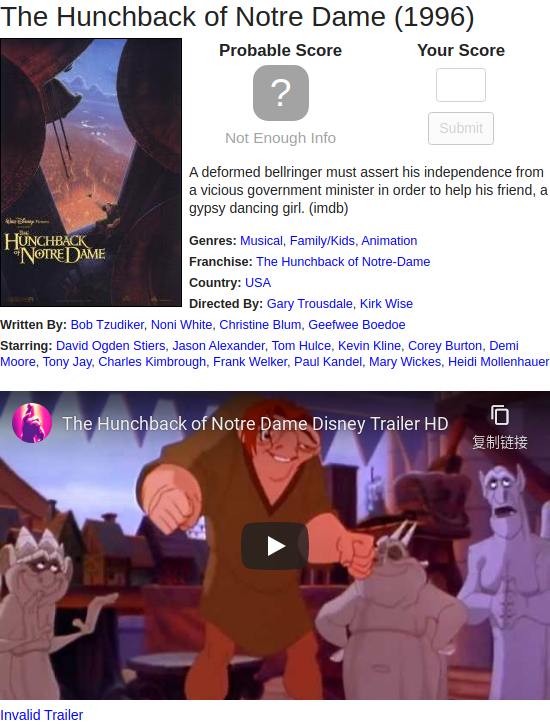 The Hunchback of Notre Dame (1996)
Probable Score
Your Score
?
Not Enough Info
Submit
A deformed bellringer must assert his independence from
a vicious government minister in order to help his friend, a
gypsy dancing girl. (imdb)
Genres: Musical, Family/Kids, Animation
Franchise: The Hunchback of Notre-Dame
Country: USA
Directed By: Gary Trousdale, Kirk Wise
Walt Disney Pictures
THE
HUNCHBACK
OF NOTRE DAME
Written By: Bob Tzudiker, Noni White, Christine Blum, Geefwee Boedoe
Starring: David Ogden Stiers, Jason Alexander, Tom Hulce, Kevin Kline, Corey Burton, Demi
Moore, Tony Jay, Charles Kimbrough, Frank Welker, Paul Kandel, Mary Wickes, Heidi Mollenhauer
The Hunchback of Notre Dame Disney Trailer HD
复制链接
Invalid Trailer